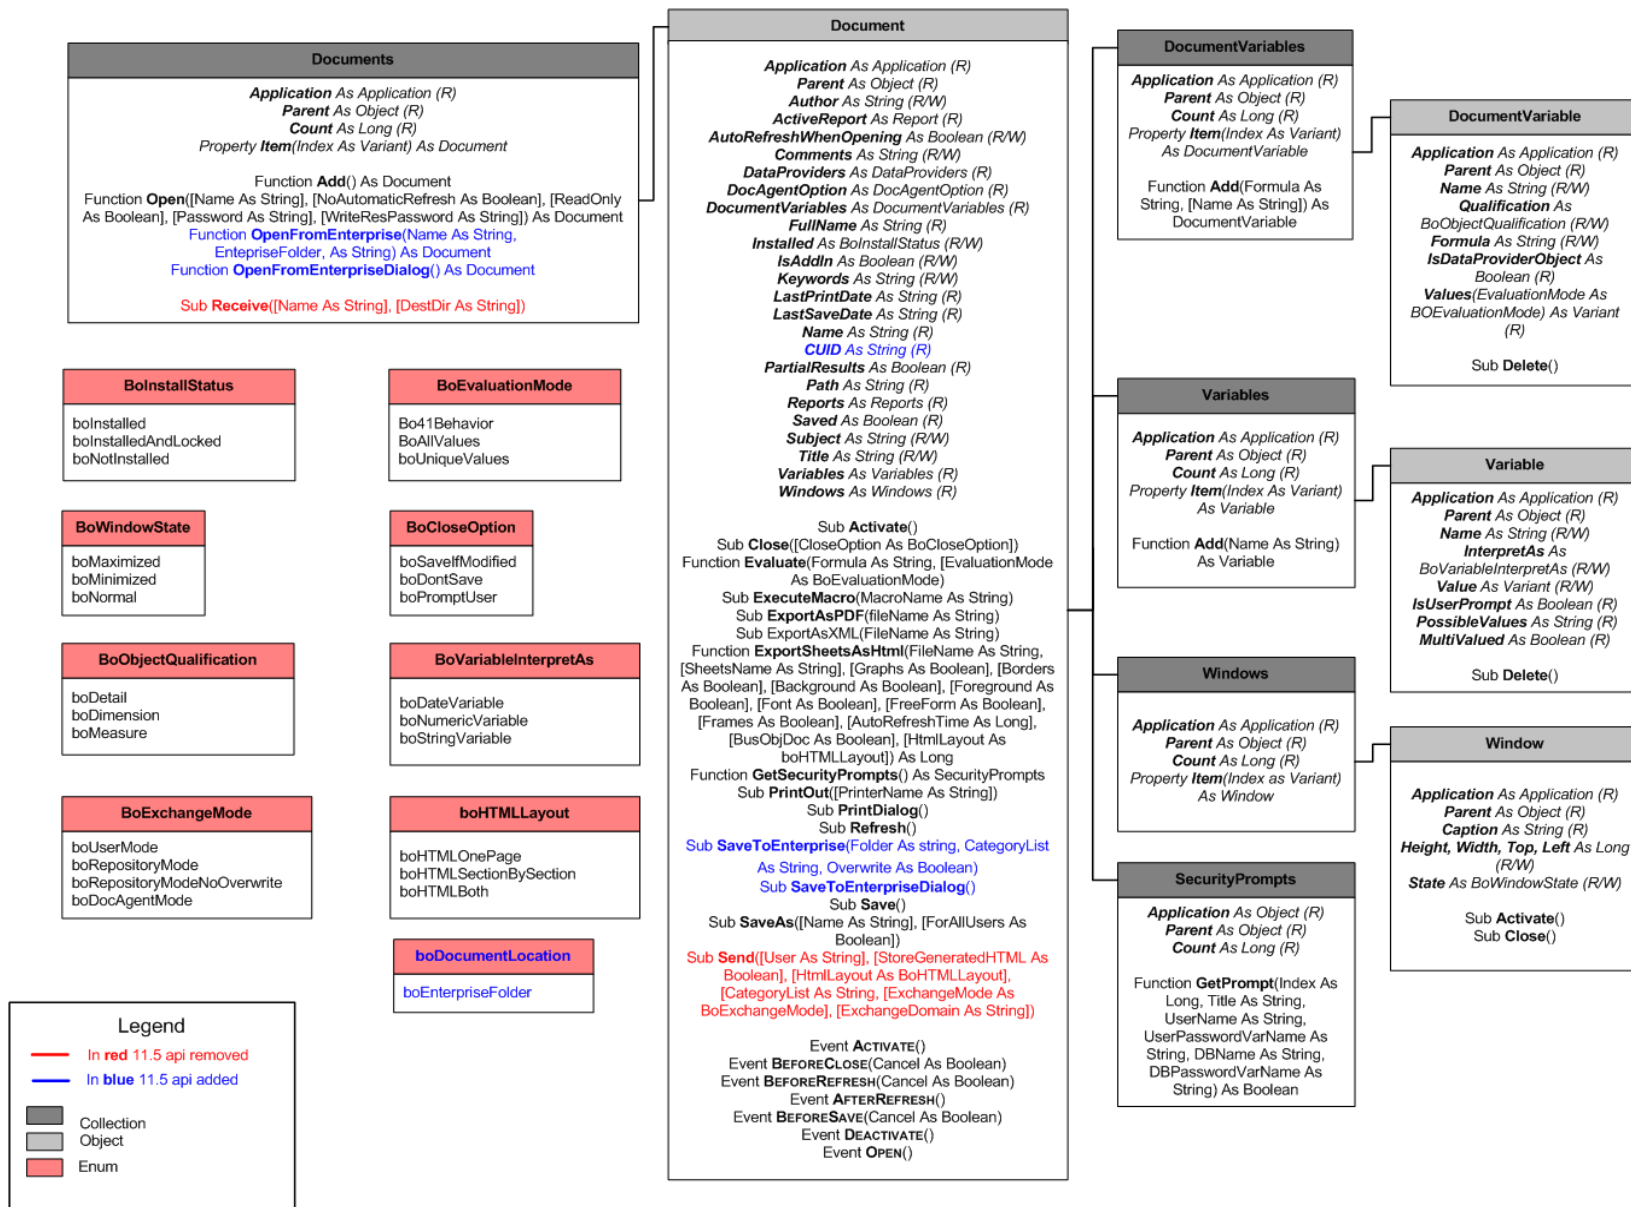 Documents
Application As Application (R)
Parent As Object (R)
Count As Long (R)
Property Item(Index As Variant) As Document
Function Add() As Document
Function Open([Name As String], [NoAutomaticRefresh As Boolean], [ReadOnly
As Boolean], [Password As String], [WriteResPassword As String]) As Document
Function OpenFromEnterprise(Name As String,
EntepriseFolder, As String) As Document
Function OpenFromEnterpriseDialog() As Document
Sub Receive([Name As String], [DestDir As String])
BoInstallStatus
boInstalled
boInstalledAndLocked
boNotInstalled
BoEvaluationMode
Bo41Behavior
BoAllValues
boUniqueValues
BoWindowState
boMaximized
boMinimized
boNormal
BoCloseOption
boSaveIfModified
boDontSave
boPromptUser
BoObjectQualification
boDetail
boDimension
boMeasure
BoVariableInterpretAs
boDateVariable
boNumericVariable
boStringVariable
BoExchangeMode
boUserMode
boRepositoryMode
boRepositoryModeNoOverwrite
boDocAgentMode
boHTMLLayout
boHTMLOnePage
boHTMLSectionBySection
boHTMLBoth
boDocumentLocation
boEnterpriseFolder
Legend
In red 11.5 api removed
In blue 11.5 api added
Collection
Object
Enum
Document
Application As Application (R)
Parent As Object (R)
Author As String (R/W)
ActiveReport As Report (R)
AutoRefreshWhenOpening As Boolean (R/W)
Comments As String (R/W)
DataProviders As DataProviders (R)
DocAgentOption As DocAgentOption (R)
DocumentVariables As DocumentVariables (R)
FullName As String (R)
Installed As BoInstallStatus (R/W)
IsAddIn As Boolean (R/W)
Keywords As String (R/W)
LastPrintDate As String (R)
LastSaveDate As String (R)
Name As String (R)
CUID As String (R)
PartialResults As Boolean (R)
Path As String (R)
Reports As Reports (R)
Saved As Boolean (R)
Subject As String (R/W)
Title As String (R/W)
Variables As Variables (R)
Windows As Windows (R)
Sub Activate()
Sub Close([CloseOption As BoCloseOption])
Function Evaluate(Formula As String, [EvaluationMode
As BoEvaluationMode)
Sub ExecuteMacro(MacroName As String)
Sub ExportAsPDF(fileName As String)
Sub ExportAsXML(FileName As String)
Function ExportSheetsAsHtml(FileName As String,
[SheetsName As String], [Graphs As Boolean], [Borders
As Boolean], [Background As Boolean], [Foreground As
Boolean], [Font As Boolean], [FreeForm As Boolean],
[Frames As Boolean], [AutoRefreshTime As Long],
[BusObjDoc As Boolean], [HtmlLayout As
boHTMLLayout]) As Long
Function GetSecurityPrompts() As SecurityPrompts
Sub PrintOut([PrinterName As String])
Sub PrintDialog()
Sub Refresh()
Sub SaveToEnterprise(Folder As string, CategoryList
As String, Overwrite As Boolean)
Sub SaveToEnterpriseDialog()
Sub Save()
Sub SaveAs([Name As String], [ForAllUsers As
Boolean])
Sub Send([User As String], [StoreGeneratedHTML As
Boolean], [HtmlLayout As BoHTMLLayout],
[CategoryList As String, [ExchangeMode As
BoExchangeMode], [ExchangeDomain As String])
Event ACTIVATE()
Event BEFORECLOSE(Cancel As Boolean)
Event BEFOREREFRESH(Cancel As Boolean)
Event AFTERREFRESH()
Event BEFORESAVE(Cancel As Boolean)
Event DEACTIVATE()
Event OPEN()
DocumentVariables
Application As Application (R)
Parent As Object (R)
Count As Long (R)
Property Item(Index As Variant)
As DocumentVariable
Function Add(Formula As
String, [Name As String]) As
DocumentVariable
DocumentVariable
Application As Application (R)
Parent As Object (R)
Name As String (R/W)
Qualification As
BoObjectQualification (R/W)
Formula As String (R/W)
IsDataProviderObject As
Boolean (R)
Values(EvaluationMode As
BOEvaluationMode) As Variant
(R)
Sub Delete()
Variables
Application As Application (R)
Parent As Object (R)
Count As Long (R)
Property Item(Index As Variant)
As Variable
Function Add(Name As String)
As Variable
Variable
Application As Application (R)
Parent As Object (R)
Name As String (R/W)
InterpretAs As
BoVariableInterpretAs (R/W)
Value As Variant (R/W)
IsUserPrompt As Boolean (R)
PossibleValues As String (R)
MultiValued As Boolean (R)
Sub Delete()
Windows
Application As Application (R)
Parent As Object (R)
Count As Long (R)
Property Item(Index as Variant)
As Window
Window
Application As Application (R)
Parent As Object (R)
Caption As String (R)
Height, Width, Top, Left As Long
(R/W)
State As BoWindowState (R/W)
Sub Activate()
Sub Close()
SecurityPrompts
Application As Object (R)
Parent As Object (R)
Count As Long (R)
Function GetPrompt(Index As
Long, Title As String,
UserName As String,
UserPasswordVarName As
String, DBName As String,
DBPasswordVarName As
String) As Boolean